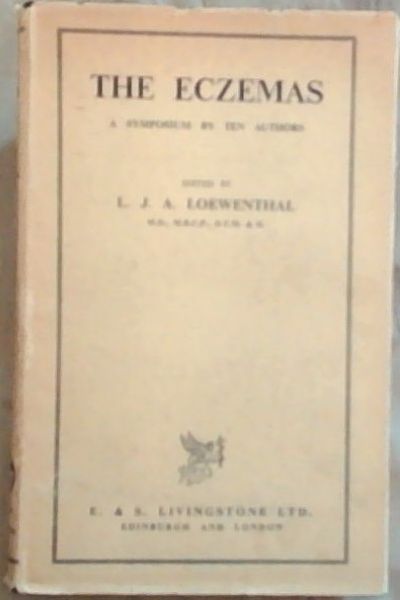 THE ECZEMAS
A SYMPOSIUM BY TEN AUTHORS
EDITED BY
L. J. A. LOEWENTHAL
E. & S. LIVINGSTONE LTD.
EDINBURGH AND LONDON